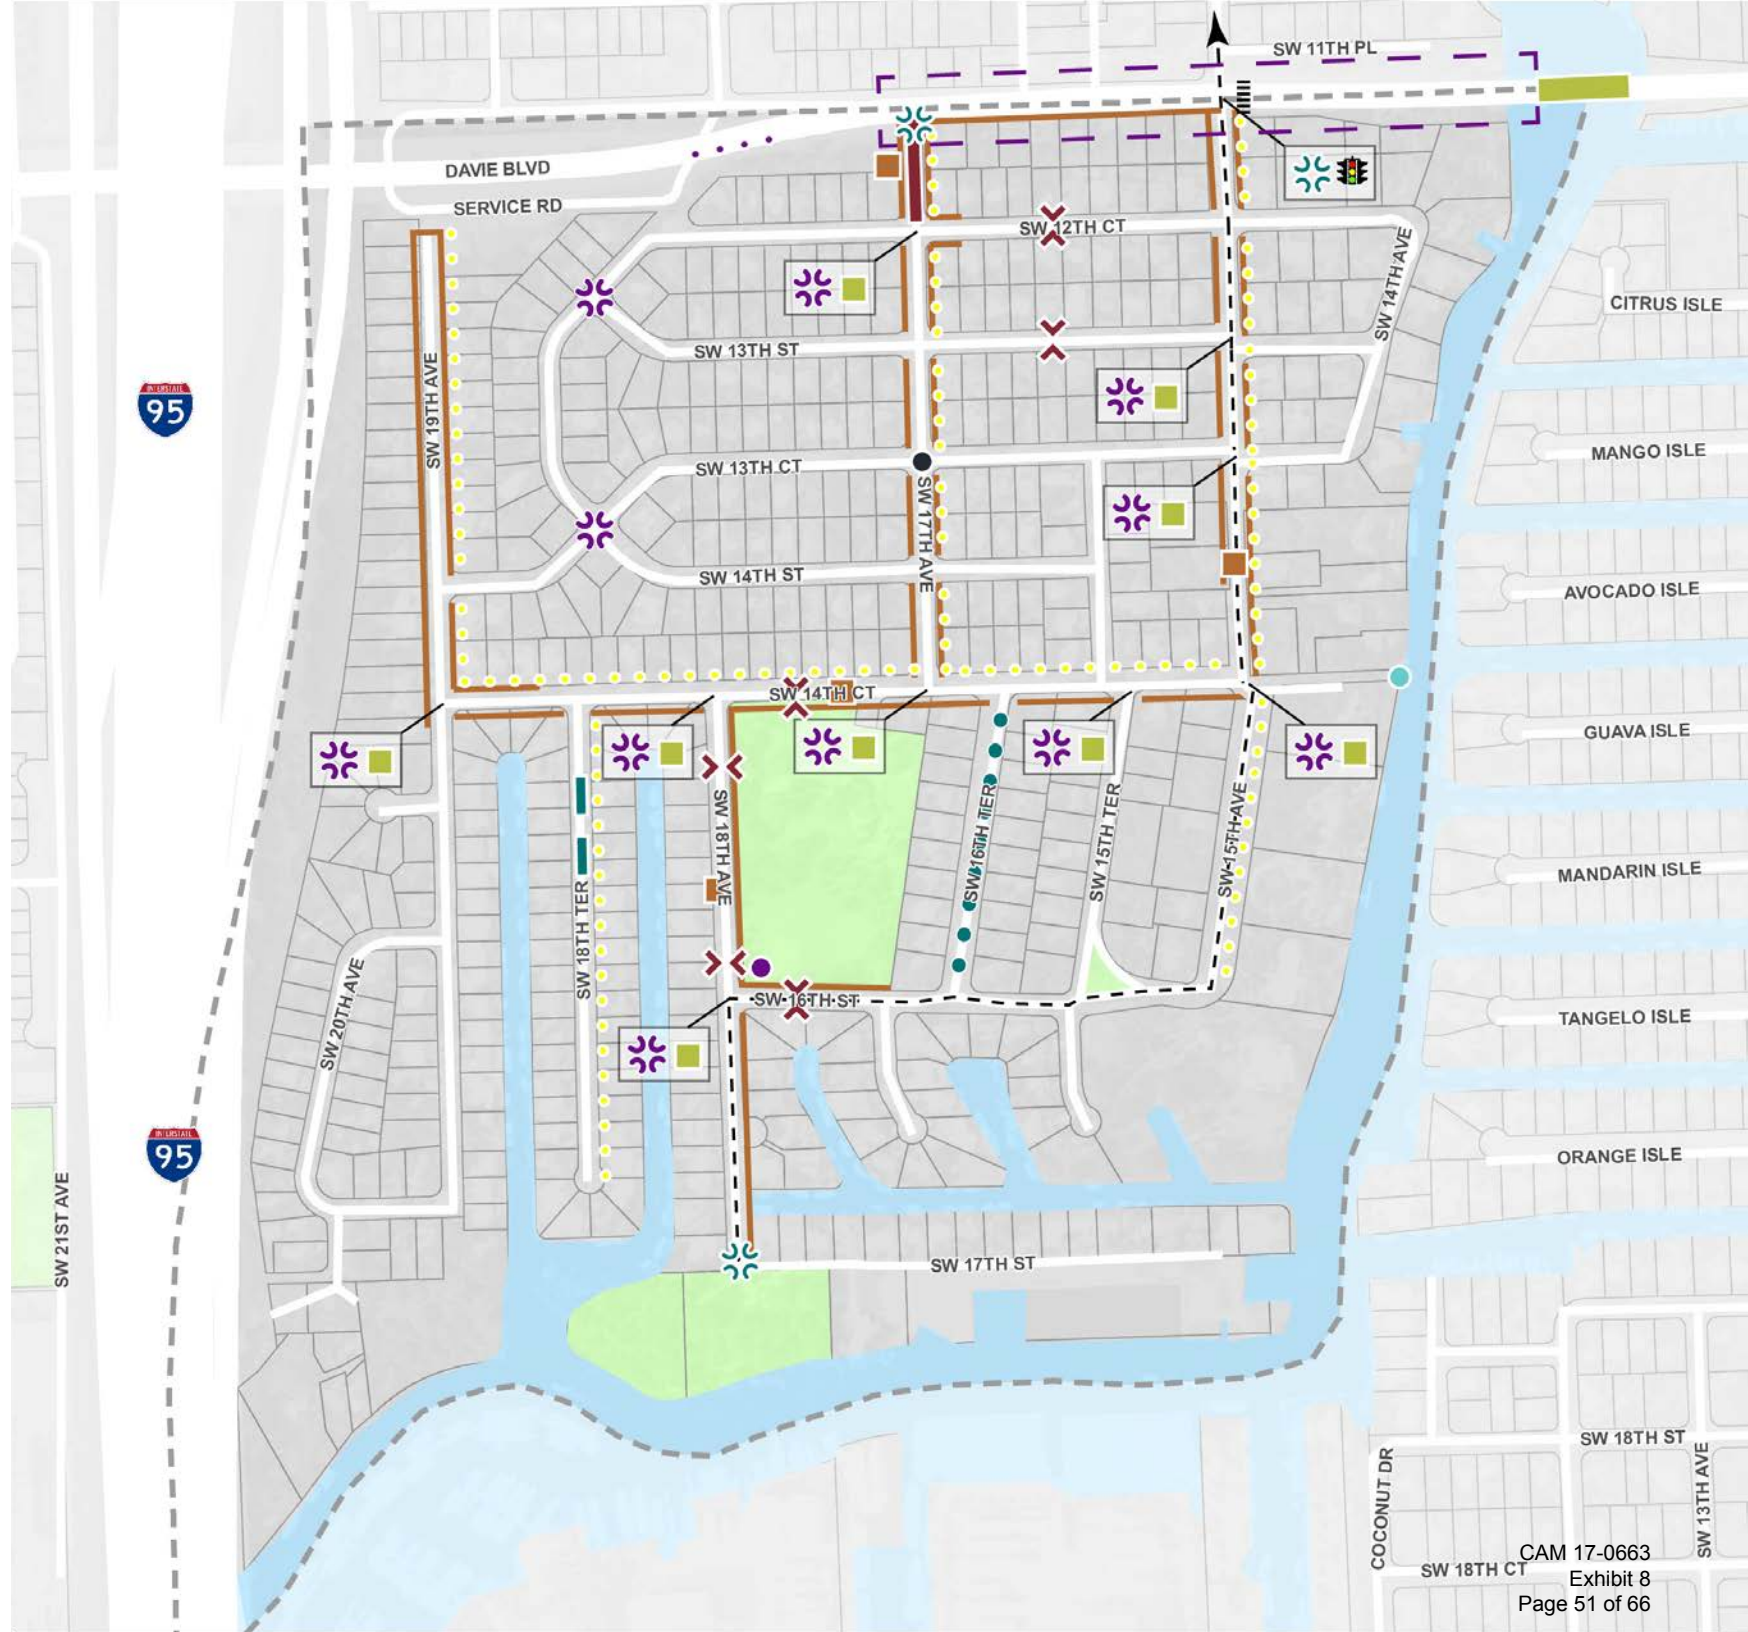 SW 11TH PL
DAVIE BLVD
SERVICE RD
SW 12TH CT
SW 14TH AVE
CITRUS ISLE
SW 13TH ST
SW 19TH AVE
INTERSTATE
95
MANGO ISLE
SW 13TH CT
SW 17TH AVE
SW 14TH ST
AVOCADO ISLE
SW 14TH CT
GUAVA ISLE
SW 18TH AVE
SW 16TH TER
SW 15TH TER
SW 15TH AVE
MANDARIN ISLE
SW 18TH TER
SW 20TH AVE
SW 16TH ST
TANGELO ISLE
INTERSTATE
95
ORANGE ISLE
SW 21ST AVE
SW 17TH ST
SW 18TH ST
COCONUT DR
SW 13TH AVE
SW 18TH CT
CAM 17-0663
Exhibit 8
Page 51 of 66